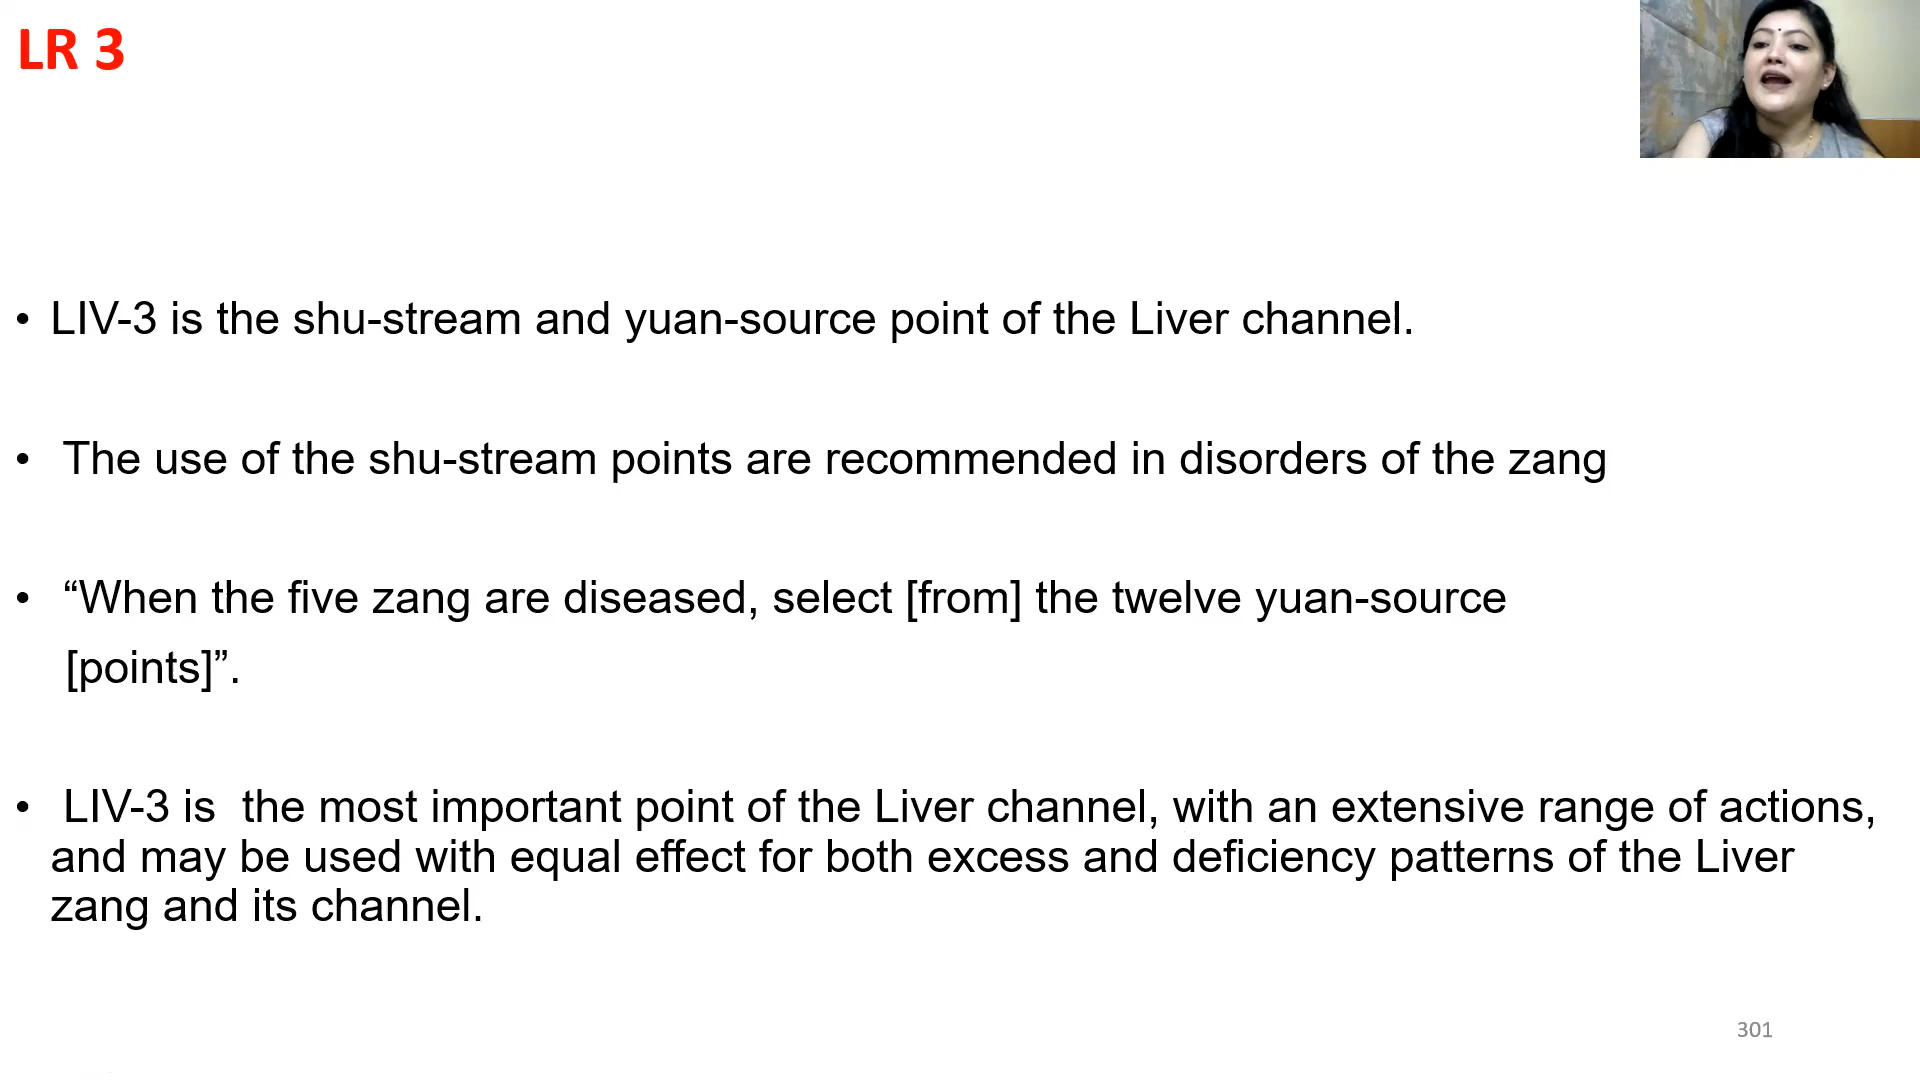 LR 3
• LIV-3 is the shu-stream and yuan-source point of the Liver channel.
• The use of the shu-stream points are recommended in disorders of the zang
• “When the five zang are diseased, select [from] the twelve yuan-source
[points]”.
• LIV-3 is the most important point of the Liver channel, with an extensive range of actions,
and may be used with equal effect for both excess and deficiency patterns of the Liver
zang and its channel.
301